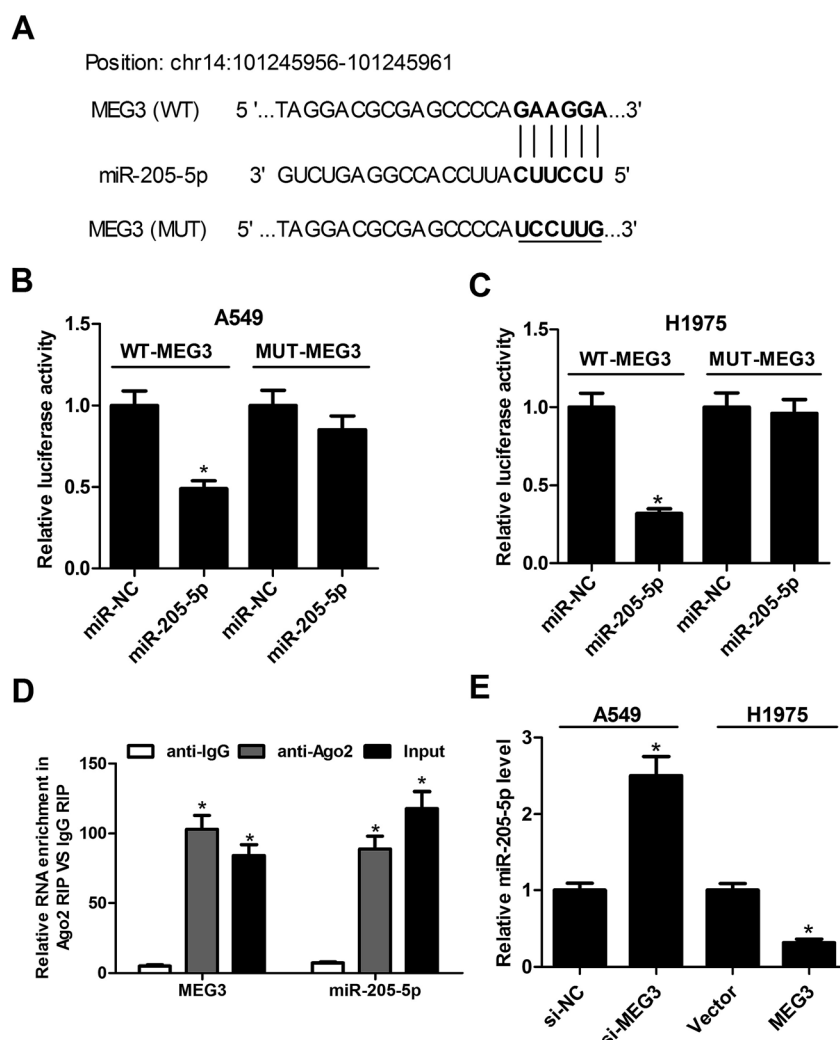 A
Position: chr14:101245956-101245961
MEG3 (WT) 5 '...TAGGACGCGAGCCCCAGAAGGA...3'
miR-205-5p 3' GUCUGAGGCCACCUUACUUCCU 5'
MEG3 (MUT) 5' ...TAGGACGCGAGCCCCAUCCUUG...3'
B
A549
WT-MEG3 MUT-MEG3
Relative luciferase activity
1.5
1.0
0.5
0.0
*
miR-NC miR-205-5p miR-NC miR-205-5p
C
H1975
WT-MEG3 MUT-MEG3
Relative luciferase activity
1.5
1.0
0.5
0.0
*
miR-NC miR-205-5p miR-NC miR-205-5p
D
anti-IgG anti-Ago2 Input
Relative RNA enrichment in
Ago2 RIP VS IgG RIP
150
100
50
0
* * * *
MEG3 miR-205-5p
E
A549 H1975
Relative miR-205-5p level
3
2
1
0
* *
si-NC si-MEG3 Vector MEG3